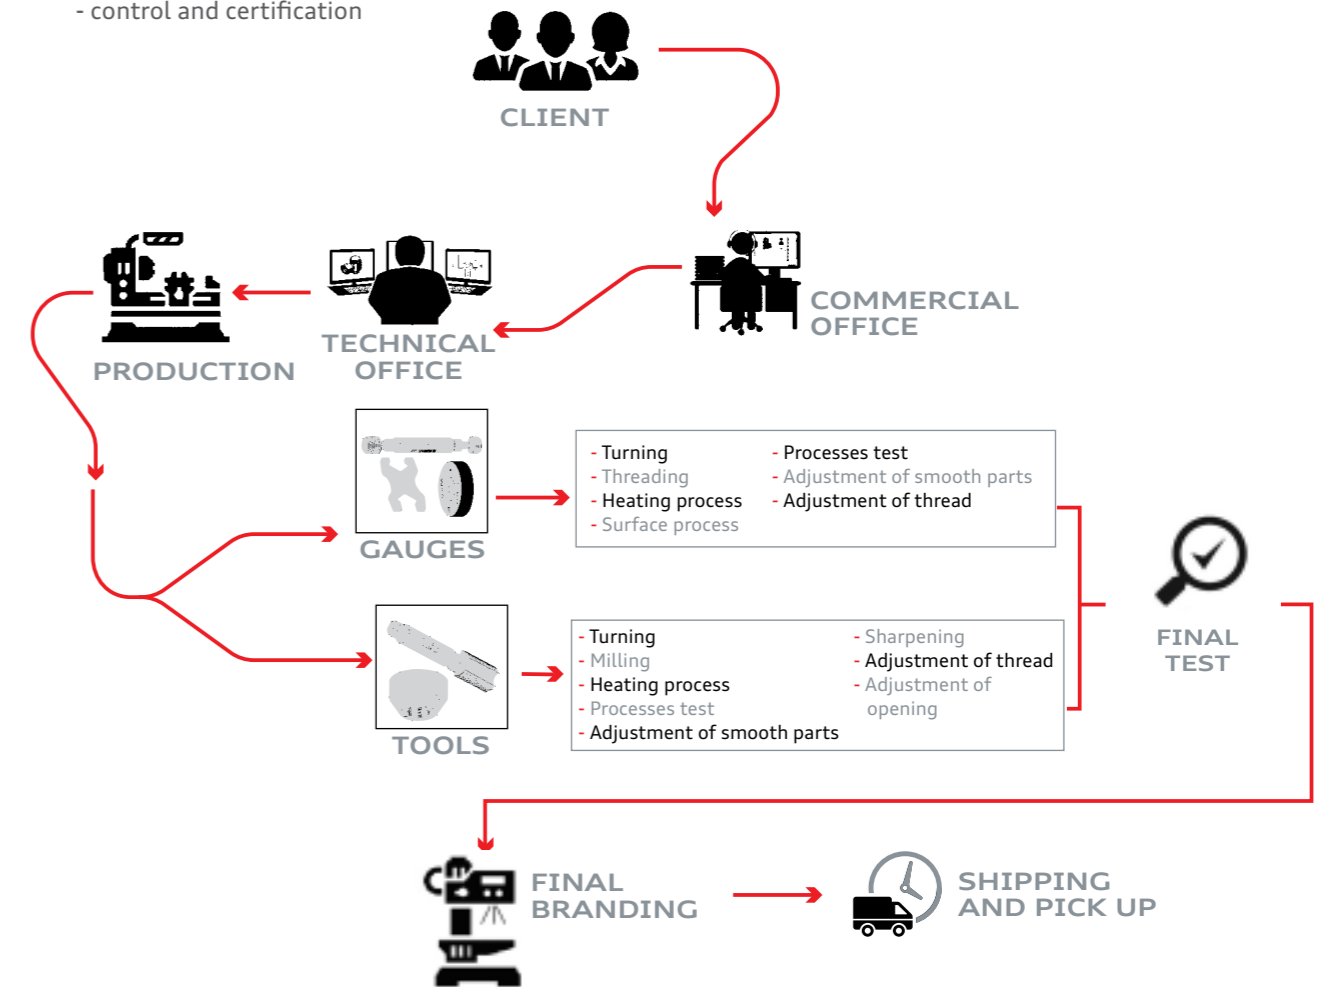 - control and certification
CLIENT
COMMERCIAL
OFFICE
TECHNICAL
OFFICE
PRODUCTION
GAUGES
- Turning
- Threading
- Heating process
- Surface process
- Processes test
- Adjustment of smooth parts
- Adjustment of thread
TOOLS
- Turning
- Milling
- Heating process
- Processes test
- Adjustment of smooth parts
- Sharpening
- Adjustment of thread
- Adjustment of
opening
FINAL
TEST
FINAL
BRANDING
SHIPPING
AND PICK UP